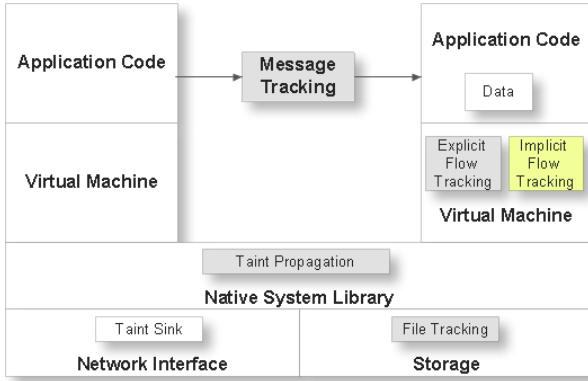 Application Code
Message
Tracking
Application Code
Data
Virtual Machine
Explicit
Flow
Tracking
Implicit
Flow
Tracking
Virtual Machine
Taint Propagation
Native System Library
Taint Sink
Network Interface
File Tracking
Storage